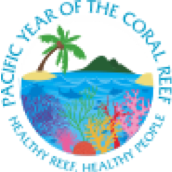 PACIFIC YEAR OF THE CORAL REEF
HEALTHY REEF, HEALTHY PEOPLE